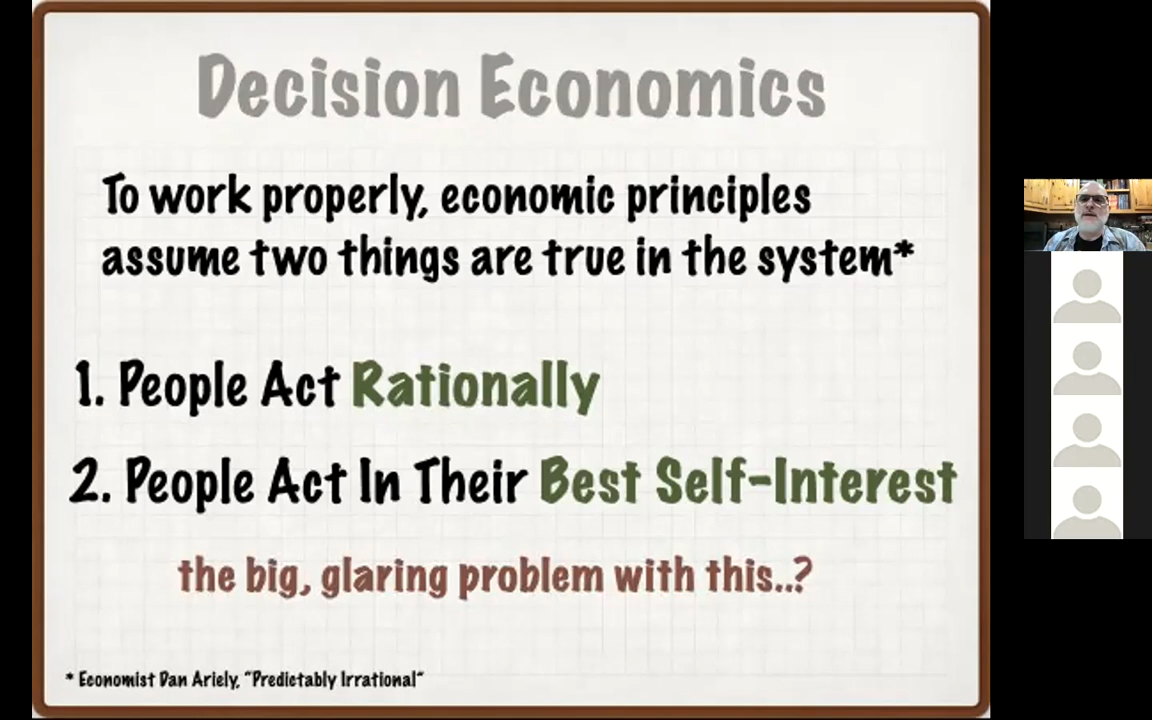 Decision Economics
To work properly, economic principles
assume two things are true in the system*
1. People Act Rationally
2. People Act In Their Best Self-Interest
the big, glaring problem with this..?
* Economist Dan Ariely, "Predictably Irrational"